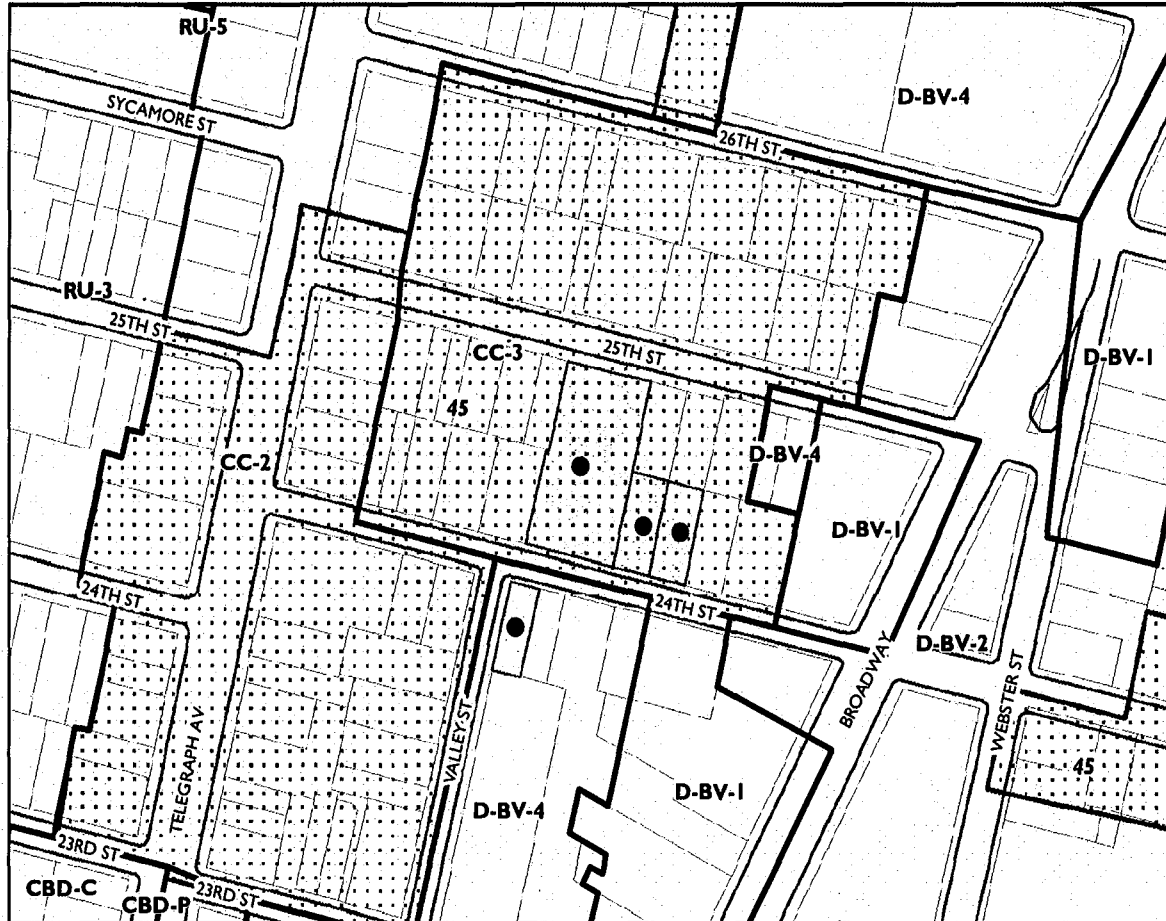 RU-5
D-BV-4
SYCAMORE ST
26TH ST
RU-3
25TH ST
CC-3
25TH ST
D-BV-1
45
D-BV-4
CC-2
D-BV-1
24TH ST
24TH ST
D-BV-2
BROADWAY
WEBSTER ST
TELEGRAPH AV
VALLEY ST
45
D-BV-4
D-BV-1
23RD ST
CBD-C
CBD-P
23RD ST